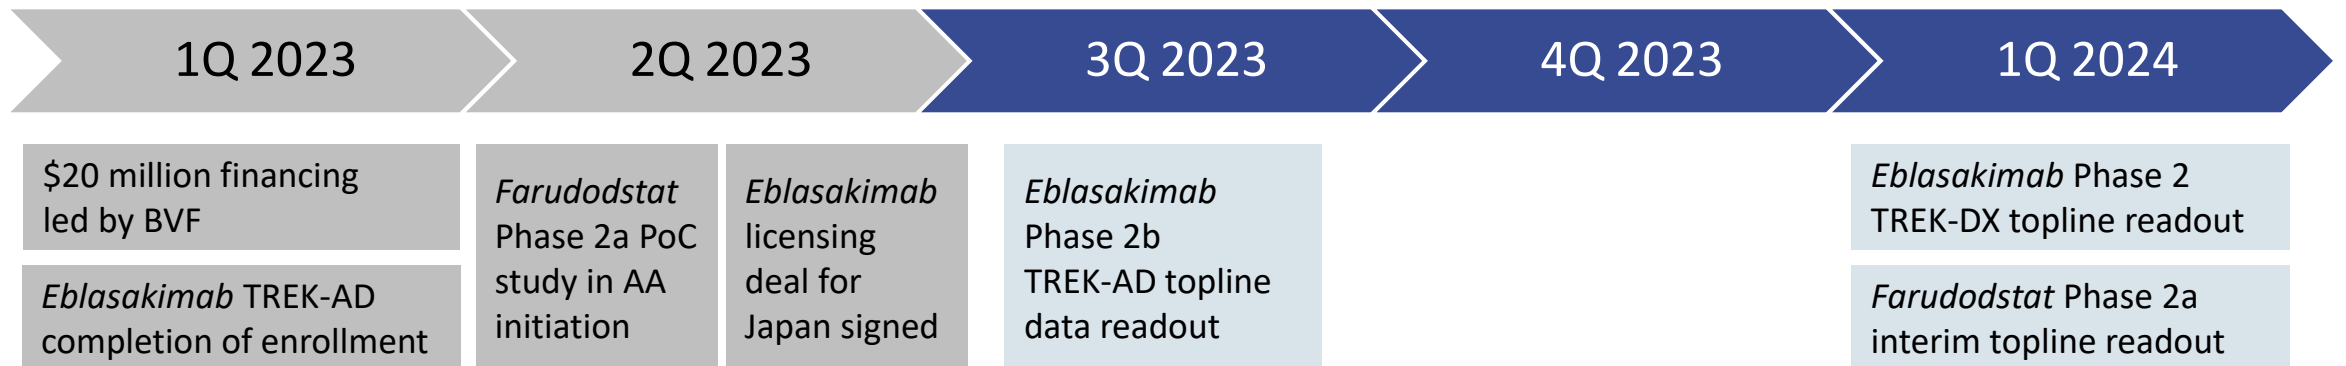 1Q 2023
2Q 2023
3Q 2023
4Q 2023
1Q 2024
$20 million financing
led by BVF
Eblasakimab TREK-AD
completion of enrollment
Farudodstat
Phase 2a PoC
study in AA
initiation
Eblasakimab
licensing
deal for
Japan signed
Eblasakimab
Phase 2b
TREK-AD topline
data readout
Eblasakimab Phase 2
TREK-DX topline readout
Farudodstat Phase 2a
interim topline readout